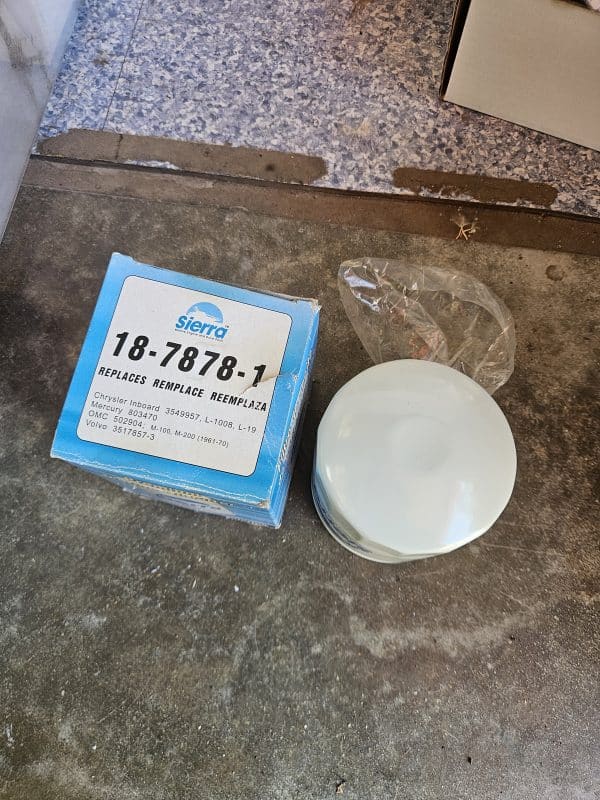 Sierra
18-7878-1
REPLACES REMPLACE REEMPLAZA
Chrysler Inboard 3549957, L-1008, L-19
Mercury 803470
OMC 502904, M-100, M-200 (1961-70)
Volvo 3517857-3